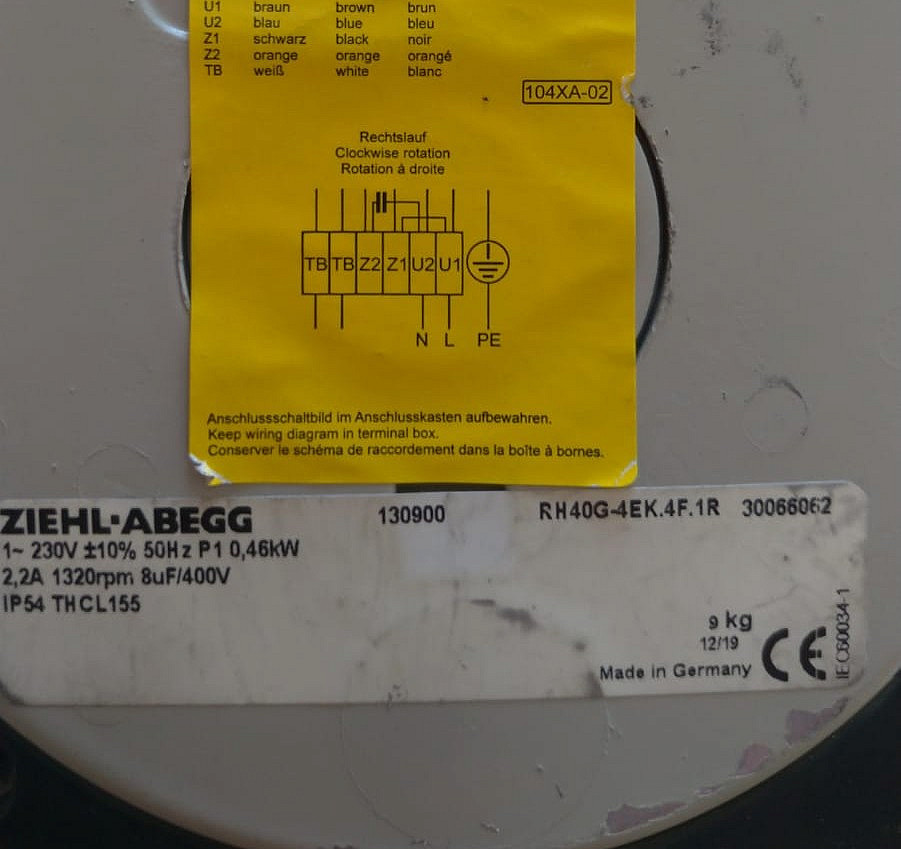 U1 braun brown brun
U2 blau blue bleu
Z1 schwarz black noir
Z2 orange orange orangé
TB weiß white blanc
104XA-02
Rechtslauf
Clockwise rotation
Rotation à droite
TB TB Z2 Z1 U2 U1
N L PE
Anschlussschaltbild im Anschlusskasten aufbewahren.
Keep wiring diagram in terminal box.
Conserver le schéma de raccordement dans la boîte à bornes.
ZIEHL-ABEGG 130900 RH40G-4EK.4F.1R 30066062
1~ 230V ±10% 50Hz P1 0,46kW
2,2A 1320rpm 8uF/400V
IP54 THCL155
9 kg
12/19
Made in Germany
CE
IEC60034-1